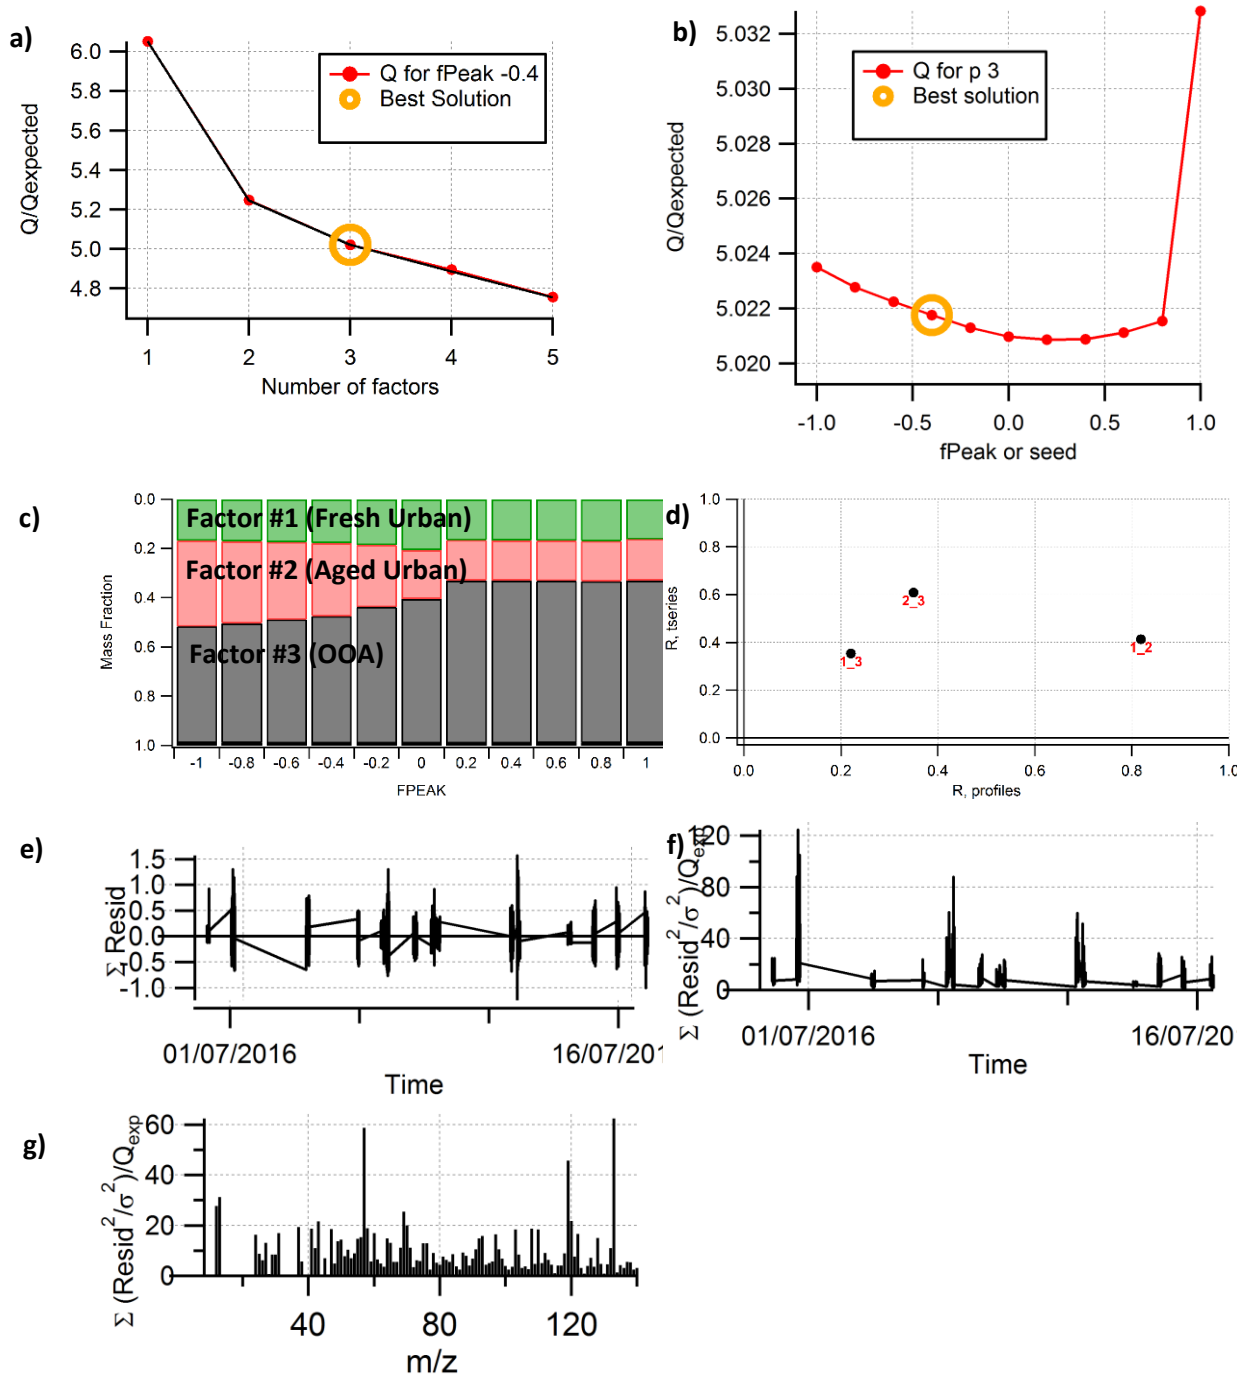 a)
Q/Qexpected
6.0
5.8
5.6
5.4
5.2
5.0
4.8
Q for fPeak -0.4
Best Solution
1 2 3 4 5
Number of factors
b)
Q/Qexpected
5.032
5.030
5.028
5.026
5.024
5.022
5.020
Q for p 3
Best solution
-1.0 -0.5 0.0 0.5 1.0
fPeak or seed
c)
Mass Fraction
0.0
0.2
0.4
0.6
0.8
1.0
Factor #1 (Fresh Urban)
Factor #2 (Aged Urban)
Factor #3 (OOA)
-1 -0.8 -0.6 -0.4 -0.2 0 0.2 0.4 0.6 0.8 1
FPEAK
d)
R, tseries
1.0
0.8
0.6
0.4
0.2
0.0
2_3
1_3
1_2
0.0 0.2 0.4 0.6 0.8 1.0
R, profiles
e)
Σ Resid
1.5
1.0
0.5
0.0
-0.5
-1.0
01/07/2016 16/07/201
Time
f)
Σ (Resid²/σ²)/Qexp
120
80
40
0
01/07/2016 16/07/20
Time
g)
Σ (Resid²/σ²)/Qexp
60
40
20
0
40 80 120
m/z